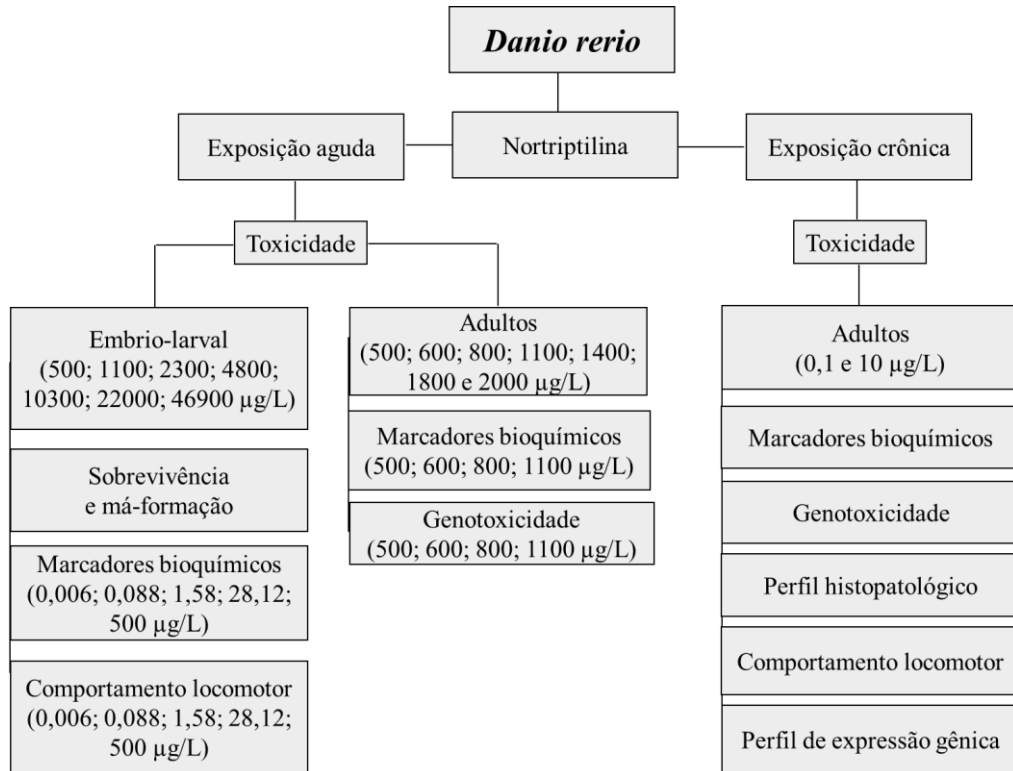 Danio rerio
Exposição aguda
Nortriptilina
Exposição crônica
Toxicidade
Toxicidade
Embrio-larval
(500; 1100; 2300; 4800;
10300; 22000; 46900 µg/L)
Sobrevivência
e má-formação
Marcadores bioquímicos
(0,006; 0,088; 1,58; 28,12;
500 µg/L)
Comportamento locomotor
(0,006; 0,088; 1,58; 28,12;
500 µg/L)
Adultos
(500; 600; 800; 1100; 1400;
1800 e 2000 µg/L)
Marcadores bioquímicos
(500; 600; 800; 1100 µg/L)
Genotoxicidade
(500; 600; 800; 1100 µg/L)
Adultos
(0,1 e 10 µg/L)
Marcadores bioquímicos
Genotoxicidade
Perfil histopatológico
Comportamento locomotor
Perfil de expressão gênica